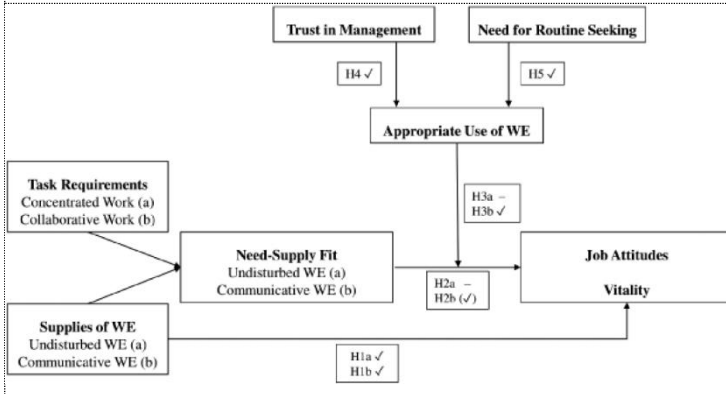 Trust in Management
Need for Routine Seeking
H4 ✓
H5 ✓
Appropriate Use of WE
Task Requirements
Concentrated Work (a)
Collaborative Work (b)
H3a –
H3b ✓
Need-Supply Fit
Undisturbed WE (a)
Communicative WE (b)
Job Attitudes
Vitality
H2a –
H2b (✓)
Supplies of WE
Undisturbed WE (a)
Communicative WE (b)
H1a ✓
H1b ✓